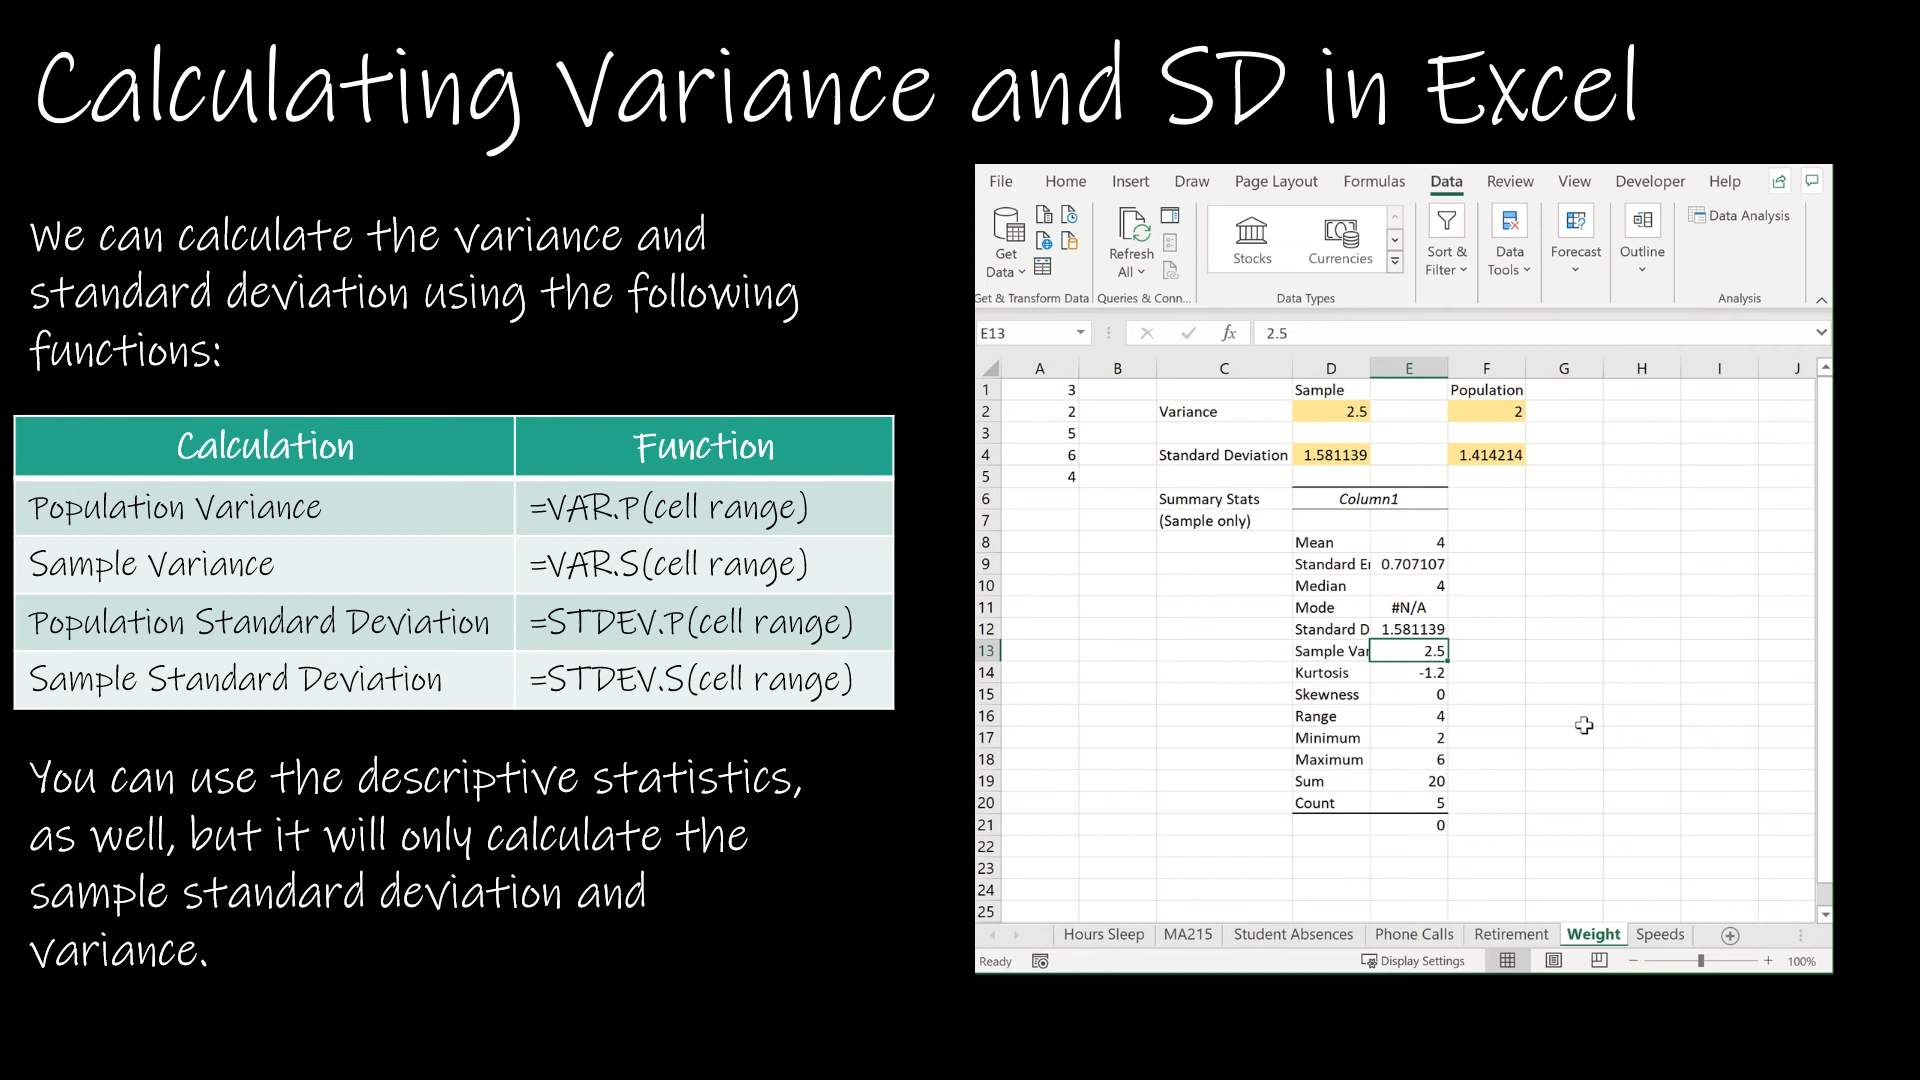 Calculating Variance and SD in Excel
We can calculate the variance and
standard deviation using the following
functions:
Calculation Function
Population Variance =VAR.P(cell range)
Sample Variance =VAR.S(cell range)
Population Standard Deviation =STDEV.P(cell range)
Sample Standard Deviation =STDEV.S(cell range)
You can use the descriptive statistics,
as well, but it will only calculate the
sample standard deviation and
variance.
File Home Insert Draw Page Layout Formulas Data Review View Developer Help
Data Analysis
Get Data Refresh All Stocks Currencies Sort & Filter Data Tools Forecast Outline
Get & Transform Data Queries & Conn... Data Types Analysis
E13 fx 2.5
A B C D E F G H I J
1 3 Sample Population
2 2 Variance 2.5 2
3 5
4 6 Standard Deviation 1.581139 1.414214
5 4
6 Summary Stats Column1
7 (Sample only)
8 Mean 4
9 Standard Er 0.707107
10 Median 4
11 Mode #N/A
12 Standard D 1.581139
13 Sample Var 2.5
14 Kurtosis -1.2
15 Skewness 0
16 Range 4
17 Minimum 2
18 Maximum 6
19 Sum 20
20 Count 5
21 0
22
23
24
25
Hours Sleep MA215 Student Absences Phone Calls Retirement Weight Speeds
Ready Display Settings 100%